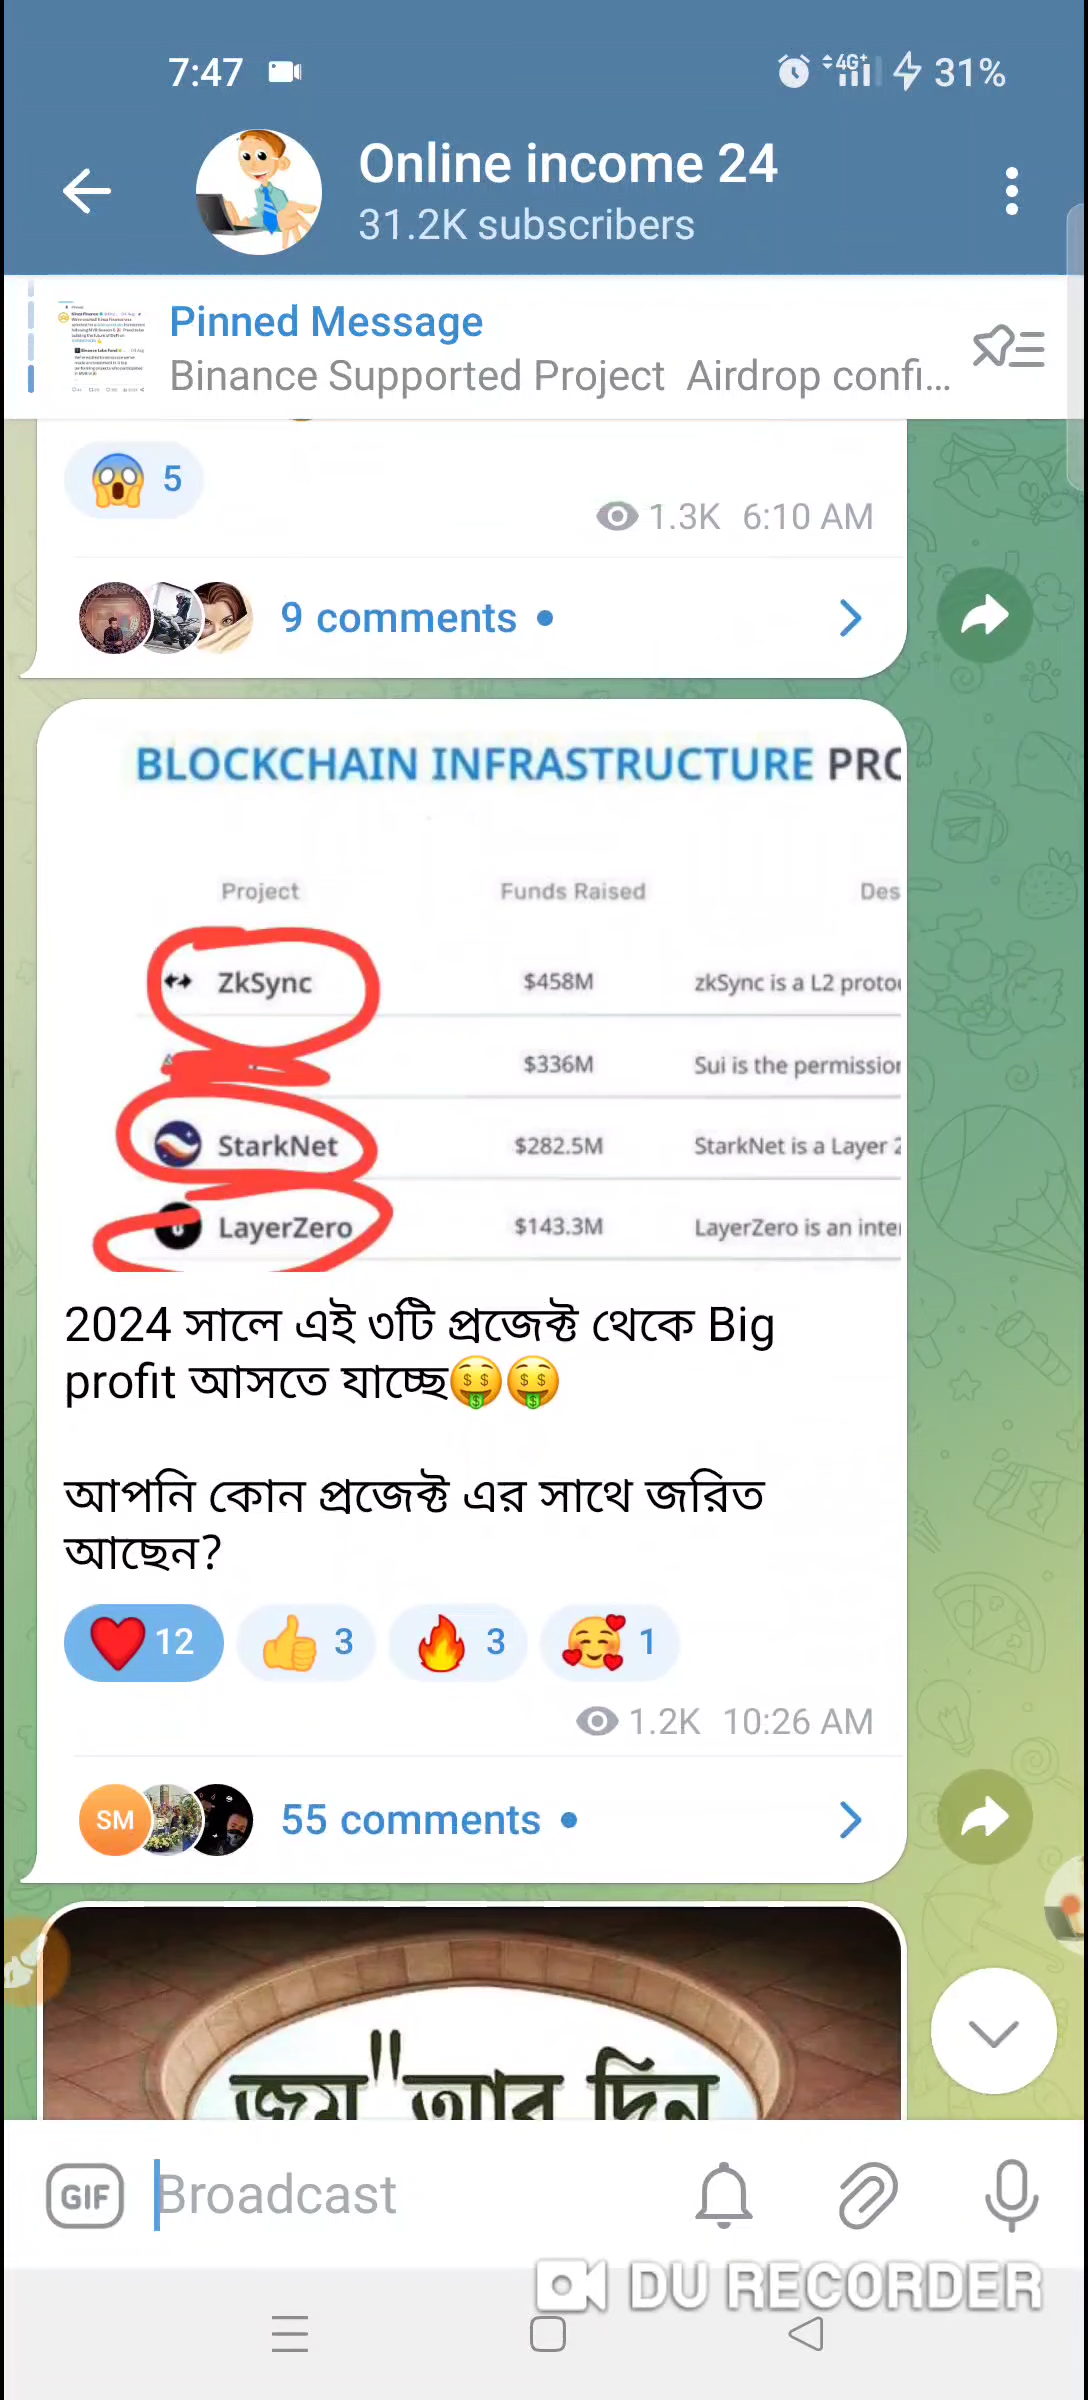 7:47
4G+ 31%
Online income 24
31.2K subscribers
Pinned Message
Binance Supported Project Airdrop confi...
5
1.3K 6:10 AM
9 comments
BLOCKCHAIN INFRASTRUCTURE PRO
Project Funds Raised Des
ZkSync $458M zkSync is a L2 proto
$336M Sui is the permission
StarkNet $282.5M StarkNet is a Layer 2
LayerZero $143.3M LayerZero is an inte
2024 সালে এই ৩টি প্রজেক্ট থেকে Big
profit আসতে যাচ্ছে🤑🤑
আপনি কোন প্রজেক্ট এর সাথে জরিত
আছেন?
12 3 3 1
1.2K 10:26 AM
SM 55 comments
আর দিন
GIF Broadcast
DU RECORDER